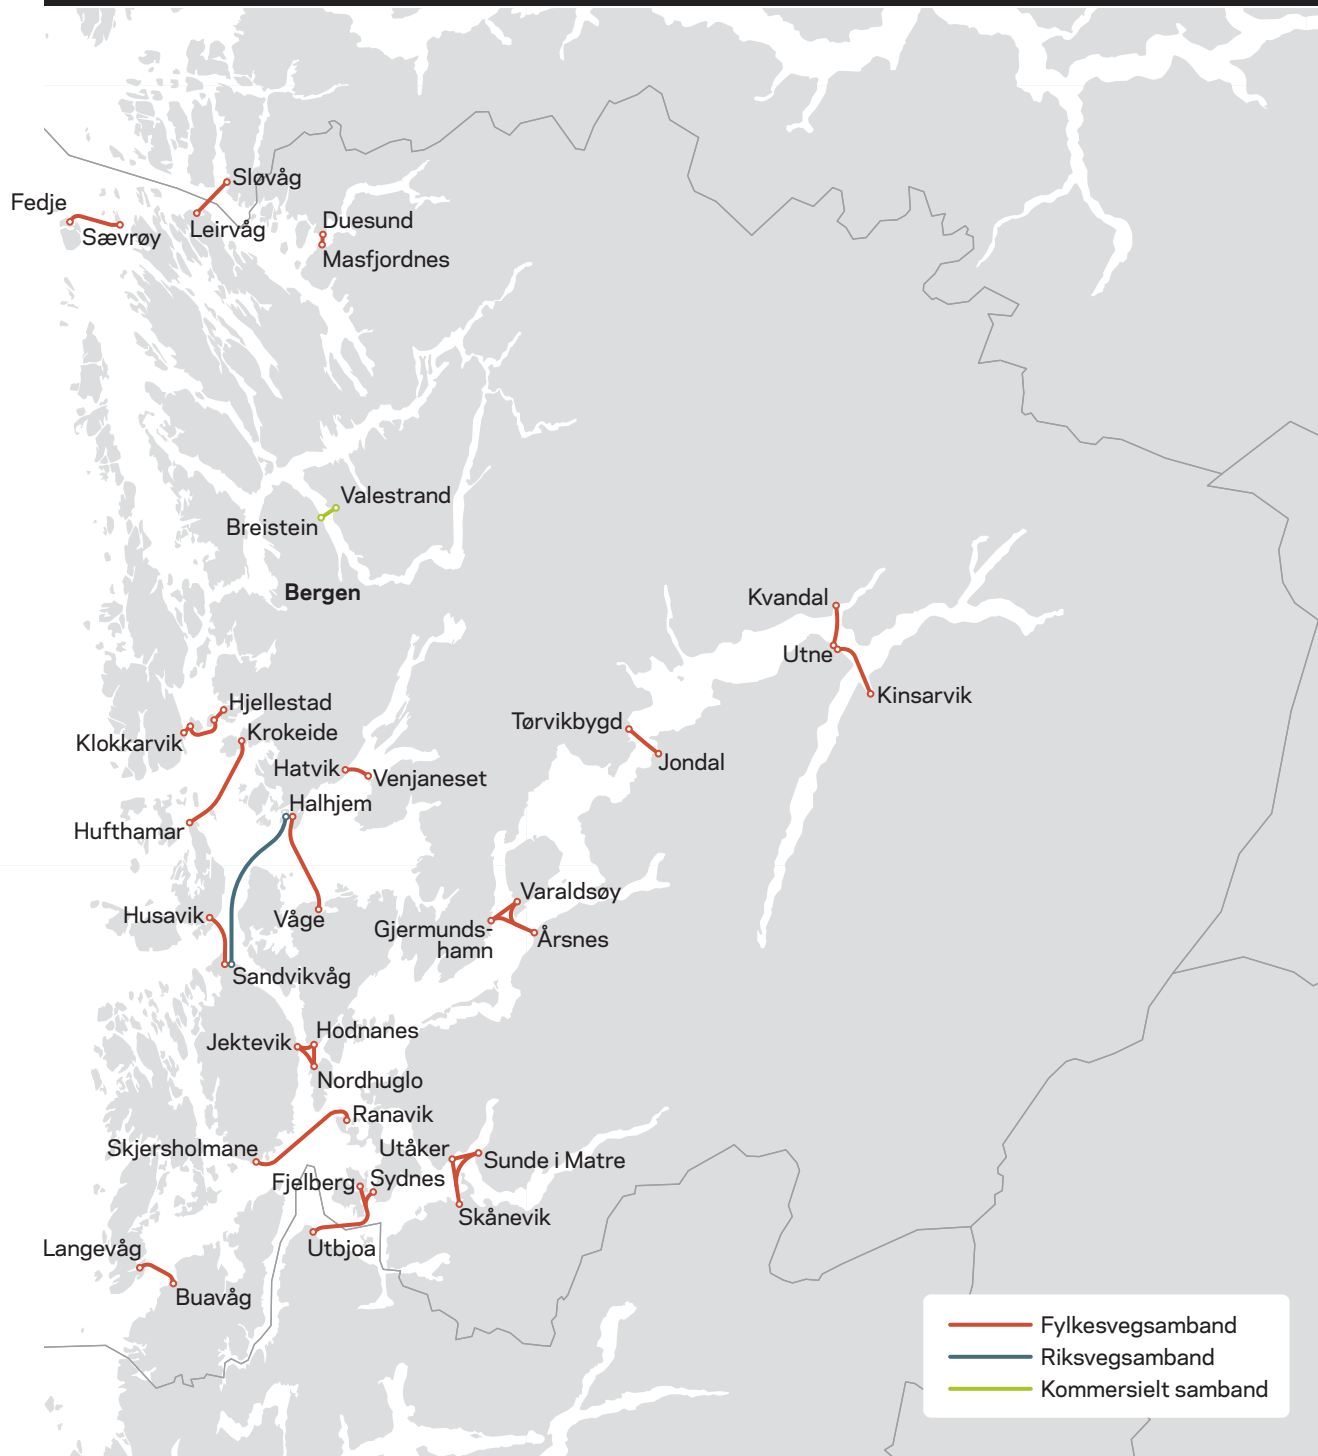 Sløvåg
Fedje
Leirvåg
Sævrøy
Duesund
Masfjordnes
Valestrand
Breistein
Bergen
Kvandal
Utne
Kinsarvik
Hjellestad
Klokkarvik
Krokeide
Tørvikbygd
Jondal
Hatvik
Venjaneset
Halhjem
Hufthamar
Varaldsøy
Husavik
Våge
Gjermunds-
hamn
Årsnes
Sandvikvåg
Hodnanes
Jektevik
Nordhuglo
Ranavik
Skjersholmane
Utåker
Sunde i Matre
Fjelberg
Sydnes
Skånevik
Utbjoa
Langevåg
Buavåg
Fylkesvegsamband
Riksvegsamband
Kommersielt samband